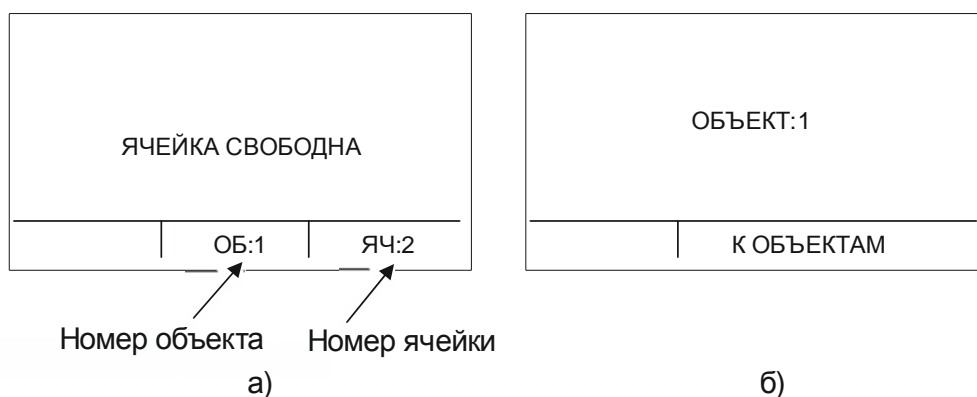 ЯЧЕЙКА СВОБОДНА
ОБ:1 ЯЧ:2
Номер объекта Номер ячейки
а)
ОБЪЕКТ:1
К ОБЪЕКТАМ
б)